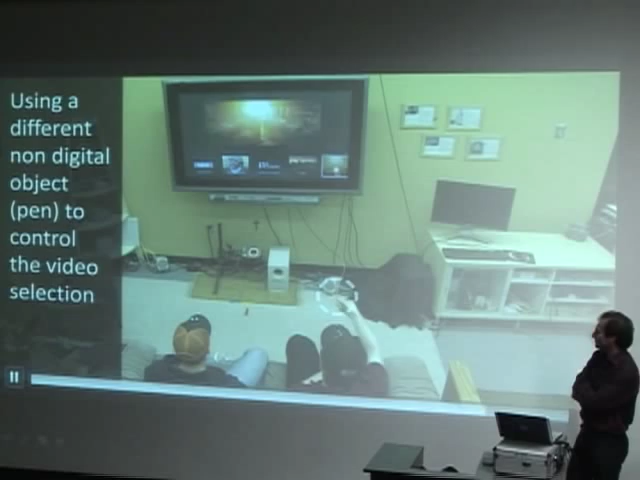 Using a
different
non digital
object
(pen) to
control
the video
selection